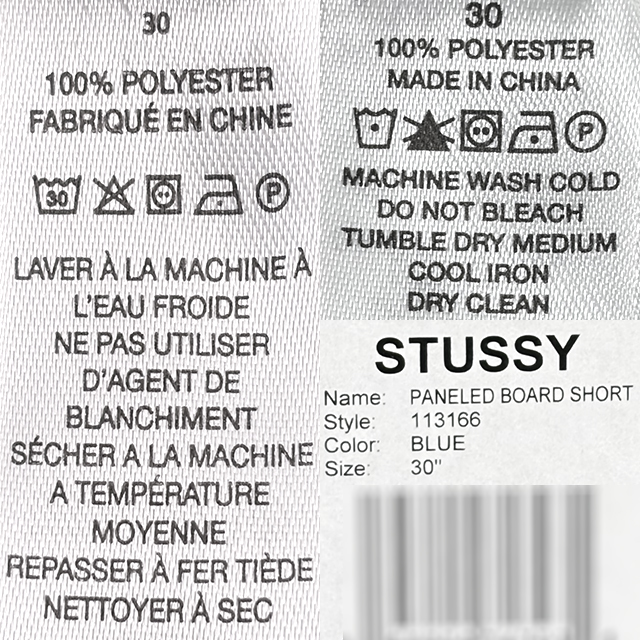 30
100% POLYESTER
FABRIQUÉ EN CHINE
30
P
LAVER À LA MACHINE À
L'EAU FROIDE
NE PAS UTILISER
D'AGENT DE
BLANCHIMENT
SÉCHER A LA MACHINE
A TEMPÉRATURE
MOYENNE
REPASSER À FER TIÈDE
NETTOYER À SEC
30
100% POLYESTER
MADE IN CHINA
P
MACHINE WASH COLD
DO NOT BLEACH
TUMBLE DRY MEDIUM
COOL IRON
DRY CLEAN
STUSSY
Name: PANELED BOARD SHORT
Style: 113166
Color: BLUE
Size: 30"